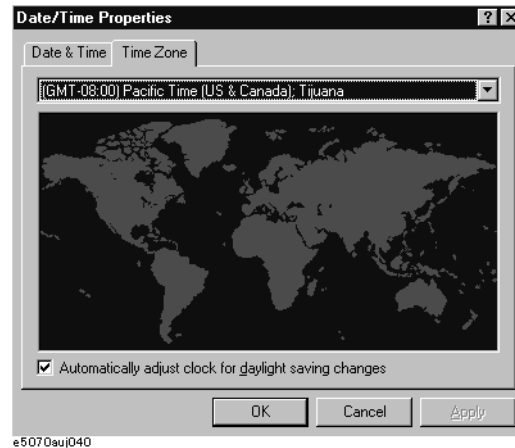 Date/Time Properties
Date & Time Time Zone
(GMT-08:00) Pacific Time (US & Canada); Tijuana
Automatically adjust clock for daylight saving changes
OK Cancel Apply
e5070auj040